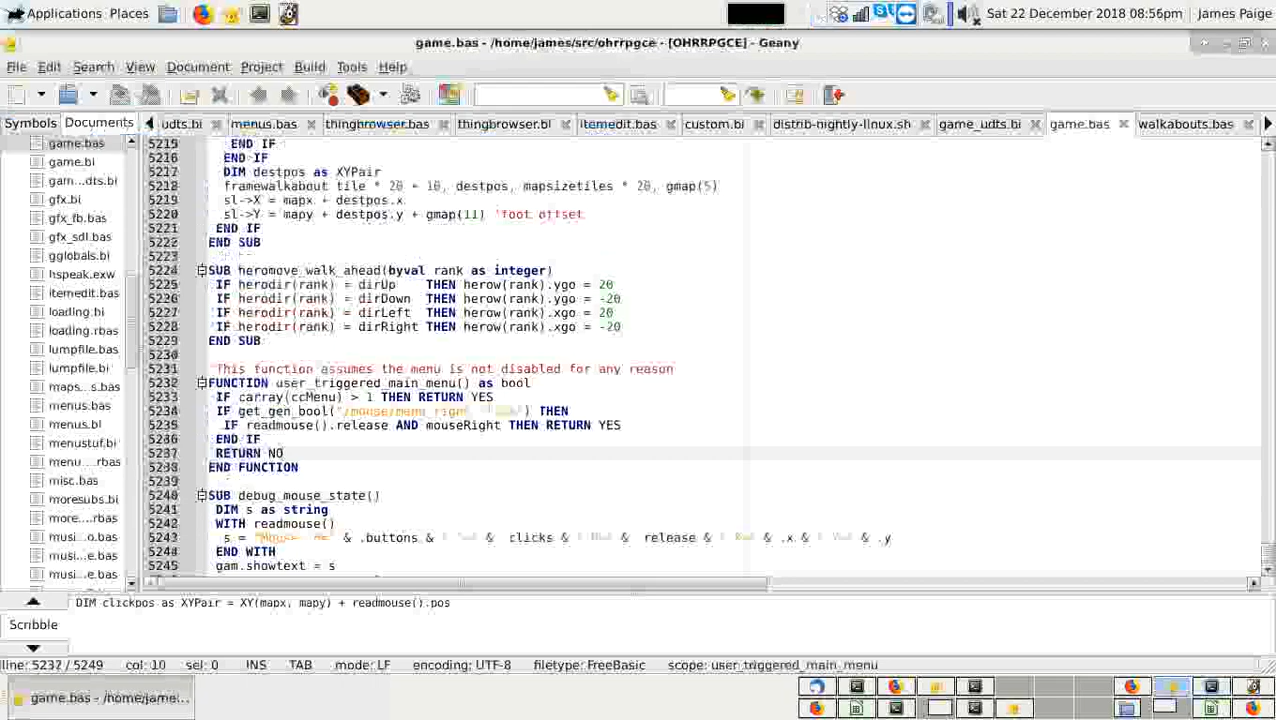 Applications Places Sat 22 December 2018 08:56am James Paige
game.bas - /home/james/src/ohrrpgce - [OHRRPGCE] - Geany
File Edit Search View Document Project Build Tools Help
Symbols Documents udts.bi menus.bas thingbrowser.bas thingbrowser.bi itemedit.bas custom.bi distrib-nightly-linux.sh game_udts.bi game.bas walkabouts.bas
game.bas
game.bi
gam...dts.bi
gfx.bi
gfx_fb.bas
gfx_sdl.bas
gglobals.bi
hspeak.exw
itemedit.bas
loading.bi
loading.rbas
lumpfile.bas
lumpfile.bi
maps...s.bas
menus.bas
menus.bi
menustuf.bas
menu...rbas
misc.bas
moresubs.bi
more...rbas
musi...o.bas
musi...e.bas
musi...e.bas
5215 END IF
5216 END IF
5217 DIM destpos as XYPair
5218 framewalkabout tile * 20 + 10, destpos, mapsizetiles * 20, gmap(5)
5219 sl->X = mapx + destpos.x
5220 sl->Y = mapy + destpos.y + gmap(11) 'foot offset
5221 END IF
5222 END SUB
5223
5224 SUB heromove_walk_ahead(byval rank as integer)
5225 IF herodir(rank) = dirUp THEN herow(rank).ygo = 20
5226 IF herodir(rank) = dirDown THEN herow(rank).ygo = -20
5227 IF herodir(rank) = dirLeft THEN herow(rank).xgo = 20
5228 IF herodir(rank) = dirRight THEN herow(rank).xgo = -20
5229 END SUB
5230
5231 'This function assumes the menu is not disabled for any reason
5232 FUNCTION user_triggered_main_menu() as bool
5233 IF carray(ccMenu) > 1 THEN RETURN YES
5234 IF get_gen_bool("/mouse/menu_right ) THEN
5235 IF readmouse().release AND mouseRight THEN RETURN YES
5236 END IF
5237 RETURN NO
5238 END FUNCTION
5239
5240 SUB debug_mouse_state()
5241 DIM s as string
5242 WITH readmouse()
5243 s = & .buttons & & clicks & & release & & .x & & .y
5244 END WITH
5245 gam.showtext = s
DIM clickpos as XYPair = XY(mapx, mapy) + readmouse().pos
Scribble
line: 5237 / 5249 col: 10 sel: 0 INS TAB mode: LF encoding: UTF-8 filetype: FreeBasic scope: user_triggered_main_menu
game.bas - /home/jame...